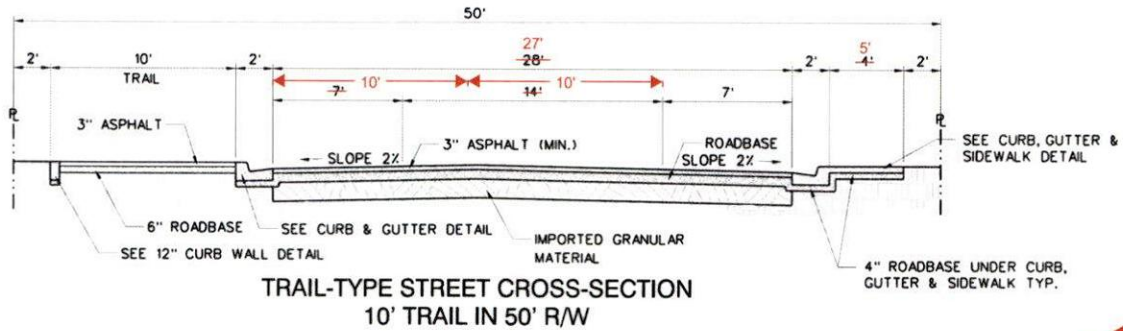 50'
27'
5'
2'
10'
2'
28'
2'
4'
2'
TRAIL
10'
10'
7'
14'
7'
PL
PL
3" ASPHALT
3" ASPHALT (MIN.)
ROADBASE
SEE CURB, GUTTER &
SIDEWALK DETAIL
SLOPE 2%
SLOPE 2%
6" ROADBASE
SEE CURB & GUTTER DETAIL
IMPORTED GRANULAR
MATERIAL
SEE 12" CURB WALL DETAIL
4" ROADBASE UNDER CURB,
GUTTER & SIDEWALK TYP.
TRAIL-TYPE STREET CROSS-SECTION
10' TRAIL IN 50' R/W